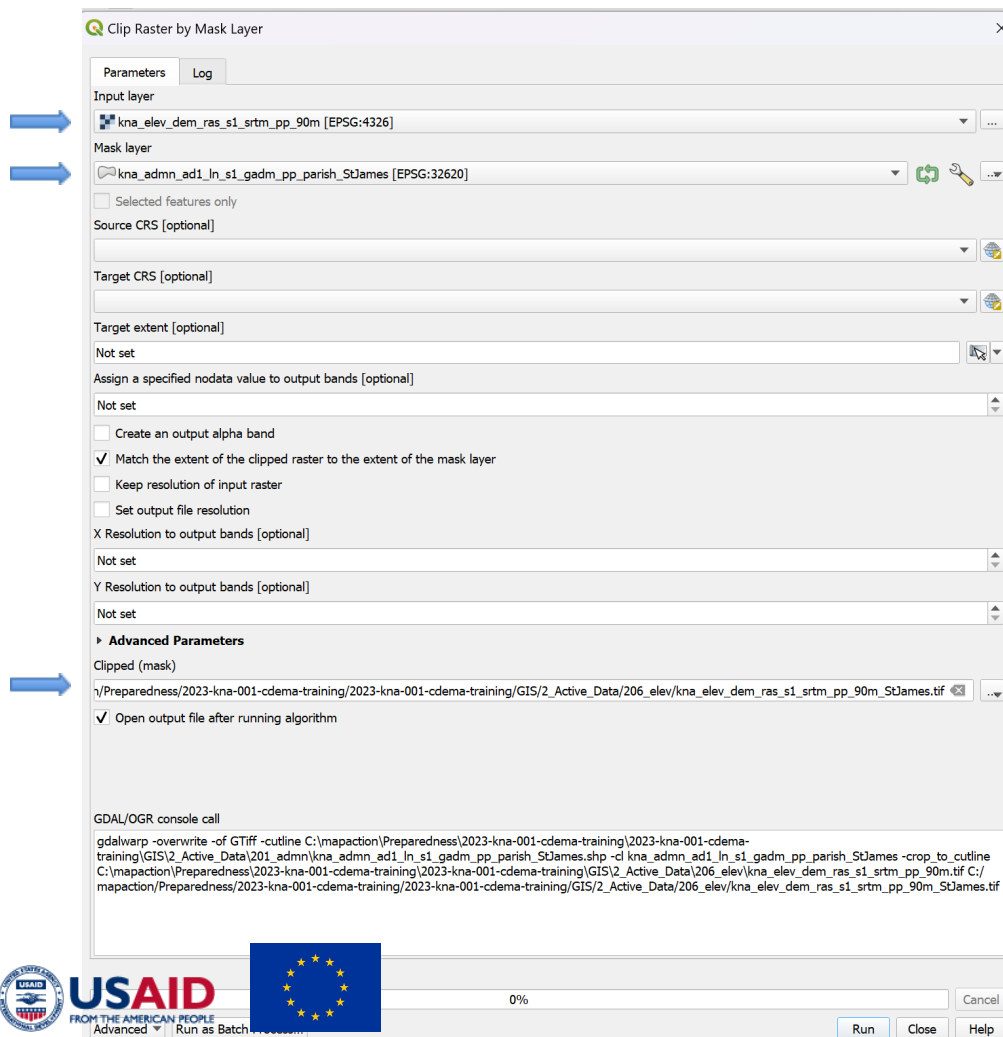 Clip Raster by Mask Layer
Parameters
Log
Input layer
kna_elev_dem_ras_s1_srtm_pp_90m [EPSG:4326]
...
Mask layer
kna_admn_ad1_ln_s1_gadm_pp_parish_StJames [EPSG:32620]
Selected features only
Source CRS [optional]
Target CRS [optional]
Target extent [optional]
Not set
Assign a specified nodata value to output bands [optional]
Not set
Create an output alpha band
Match the extent of the clipped raster to the extent of the mask layer
Keep resolution of input raster
Set output file resolution
X Resolution to output bands [optional]
Not set
Y Resolution to output bands [optional]
Not set
Advanced Parameters
Clipped (mask)
/Preparedness/2023-kna-001-cdema-training/2023-kna-001-cdema-training/GIS/2_Active_Data/206_elev/kna_elev_dem_ras_s1_srtm_pp_90m_StJames.tif
Open output file after running algorithm
GDAL/OGR console call
gdalwarp -overwrite -of GTiff -cutline C:\mapaction\Preparedness\2023-kna-001-cdema-training\2023-kna-001-cdema-
training\GIS\2_Active_Data\201_admn\kna_admn_ad1_ln_s1_gadm_pp_parish_StJames.shp -cl kna_admn_ad1_ln_s1_gadm_pp_parish_StJames -crop_to_cutline
C:\mapaction\Preparedness\2023-kna-001-cdema-training\2023-kna-001-cdema-training\GIS\2_Active_Data\206_elev\kna_elev_dem_ras_s1_srtm_pp_90m.tif C:/
mapaction/Preparedness/2023-kna-001-cdema-training/2023-kna-001-cdema-training/GIS/2_Active_Data/206_elev/kna_elev_dem_ras_s1_srtm_pp_90m_StJames.tif
USAID
USAID
FROM THE AMERICAN PEOPLE
0%
Cancel
Advanced
Run as Batch
Run
Close
Help